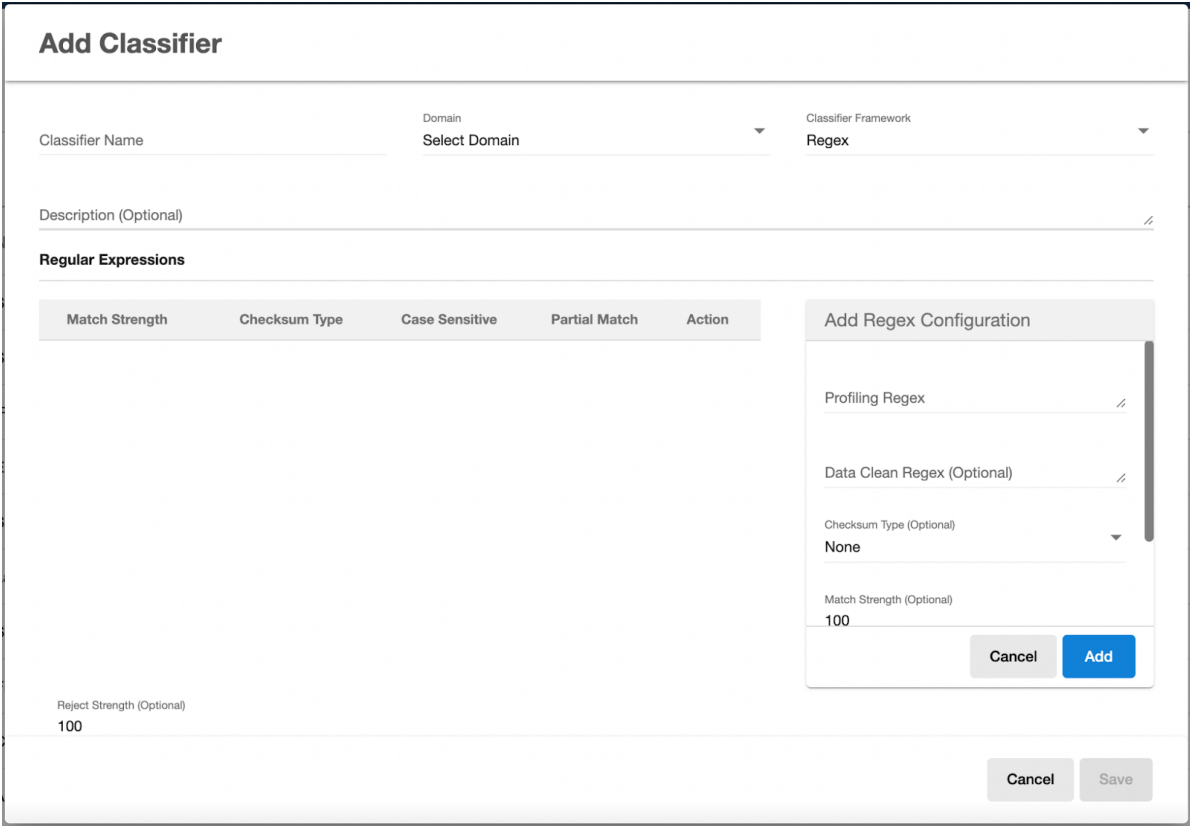 Add Classifier
Domain
Classifier Framework
Classifier Name
Select Domain
Regex
Description (Optional)
Regular Expressions
Match Strength Checksum Type Case Sensitive Partial Match Action
Add Regex Configuration
Profiling Regex
Data Clean Regex (Optional)
Checksum Type (Optional)
None
Match Strength (Optional)
100
Cancel Add
Reject Strength (Optional)
100
Cancel Save